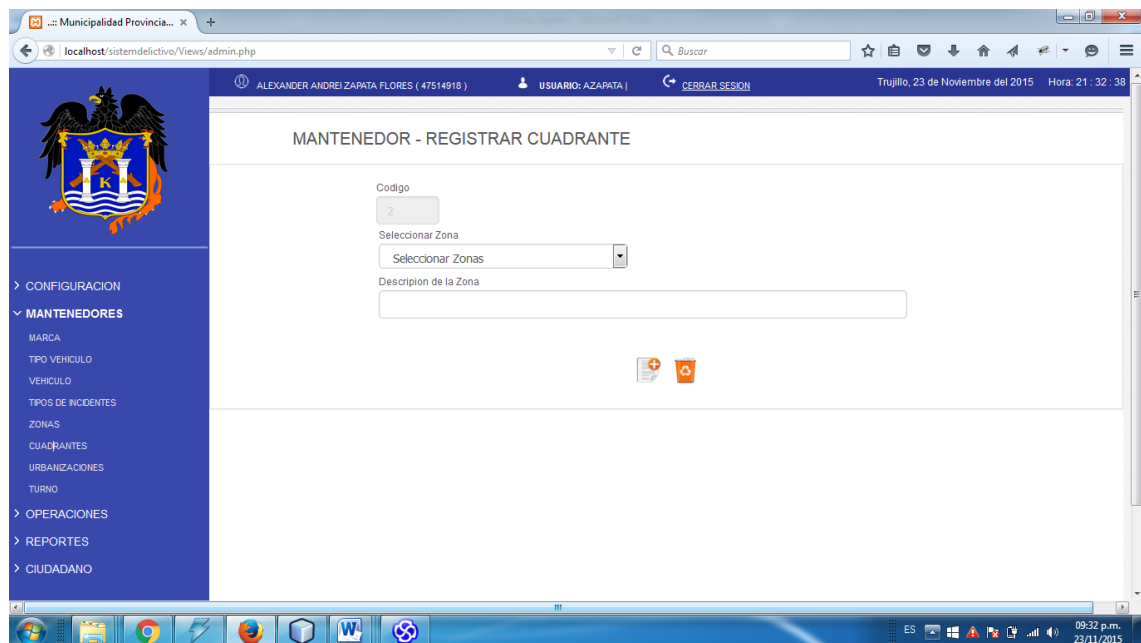 ..:: Municipalidad Provincia... × +
localhost/sistemdelictivo/Views/admin.php
Buscar
ALEXANDER ANDREI ZAPATA FLORES ( 47514918 ) USUARIO: AZAPATA | CERRAR SESION Trujillo, 23 de Noviembre del 2015 Hora: 21 : 32 : 38
K
MANTENEDOR - REGISTRAR CUADRANTE
Codigo
2
Seleccionar Zona
Seleccionar Zonas
Descripion de la Zona
> CONFIGURACION
MANTENEDORES
MARCA
TIPO VEHICULO
VEHICULO
TIPOS DE INCIDENTES
ZONAS
CUADRANTES
URBANIZACIONES
TURNO
> OPERACIONES
> REPORTES
> CIUDADANO
W
ES
09:32 p.m.
23/11/2015